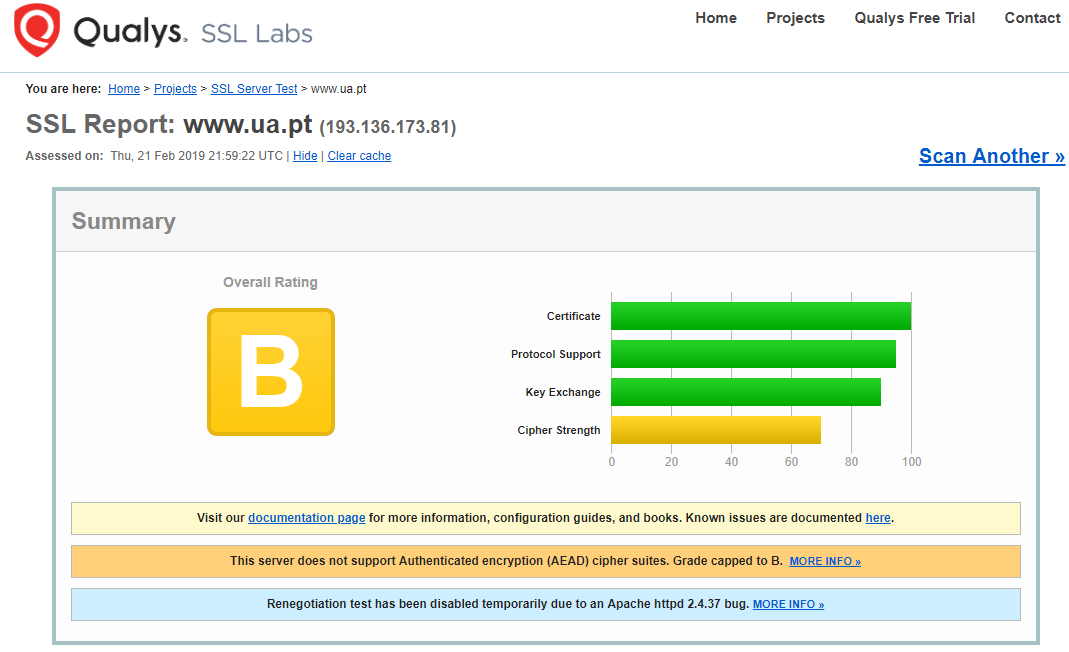 Qualys. SSL Labs
Home Projects Qualys Free Trial Contact
You are here: Home > Projects > SSL Server Test > www.ua.pt
SSL Report: www.ua.pt (193.136.173.81)
Assessed on: Thu, 21 Feb 2019 21:59:22 UTC | Hide | Clear cache
Scan Another »
Summary
Overall Rating
B
Certificate
Protocol Support
Key Exchange
Cipher Strength
0 20 40 60 80 100
Visit our documentation page for more information, configuration guides, and books. Known issues are documented here.
This server does not support Authenticated encryption (AEAD) cipher suites. Grade capped to B. MORE INFO »
Renegotiation test has been disabled temporarily due to an Apache httpd 2.4.37 bug. MORE INFO »